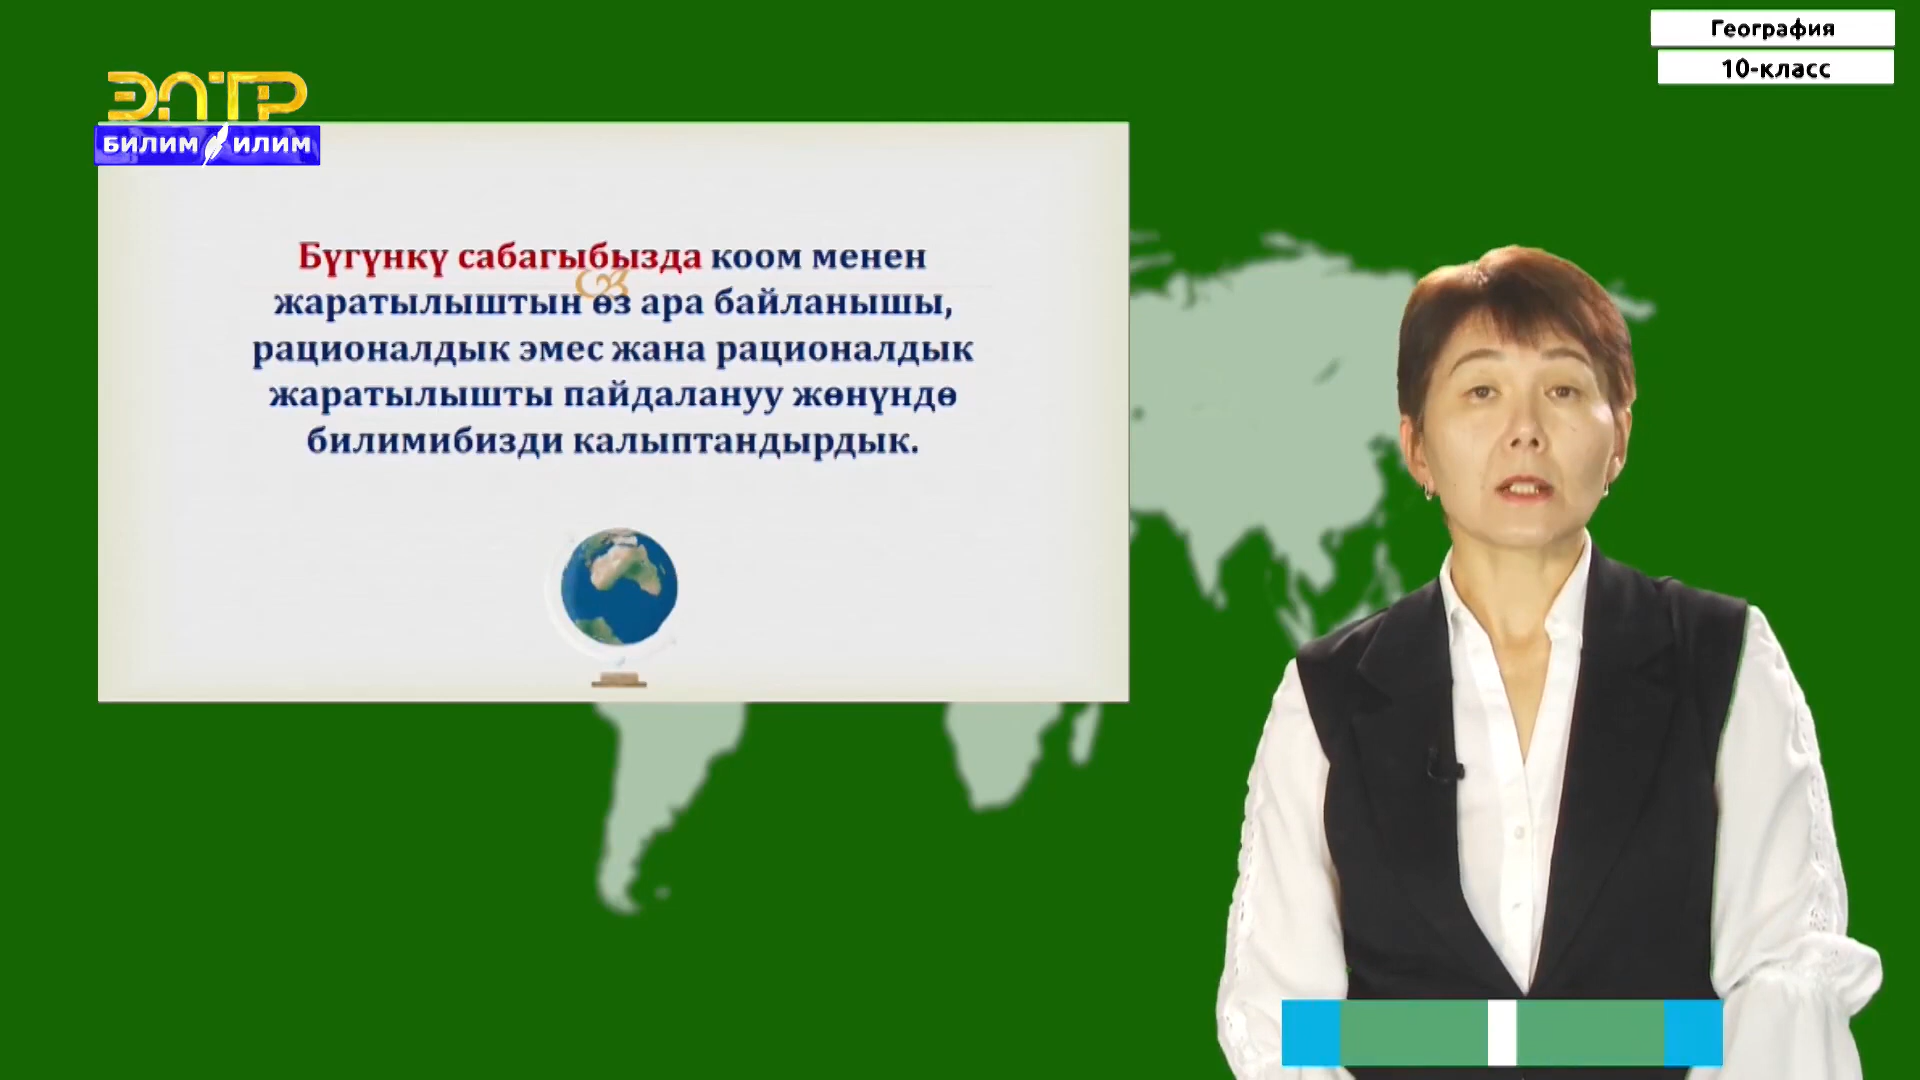 География
10-класс
ЭЛТР
БИЛИМ ИЛИМ
Бүгүнкү сабагыбызда коом менен
жаратылыштын өз ара байланышы,
рационалдык эмес жана рационалдык
жаратылышты пайдалануу жөнүндө
билимибизди калыптандырдык.